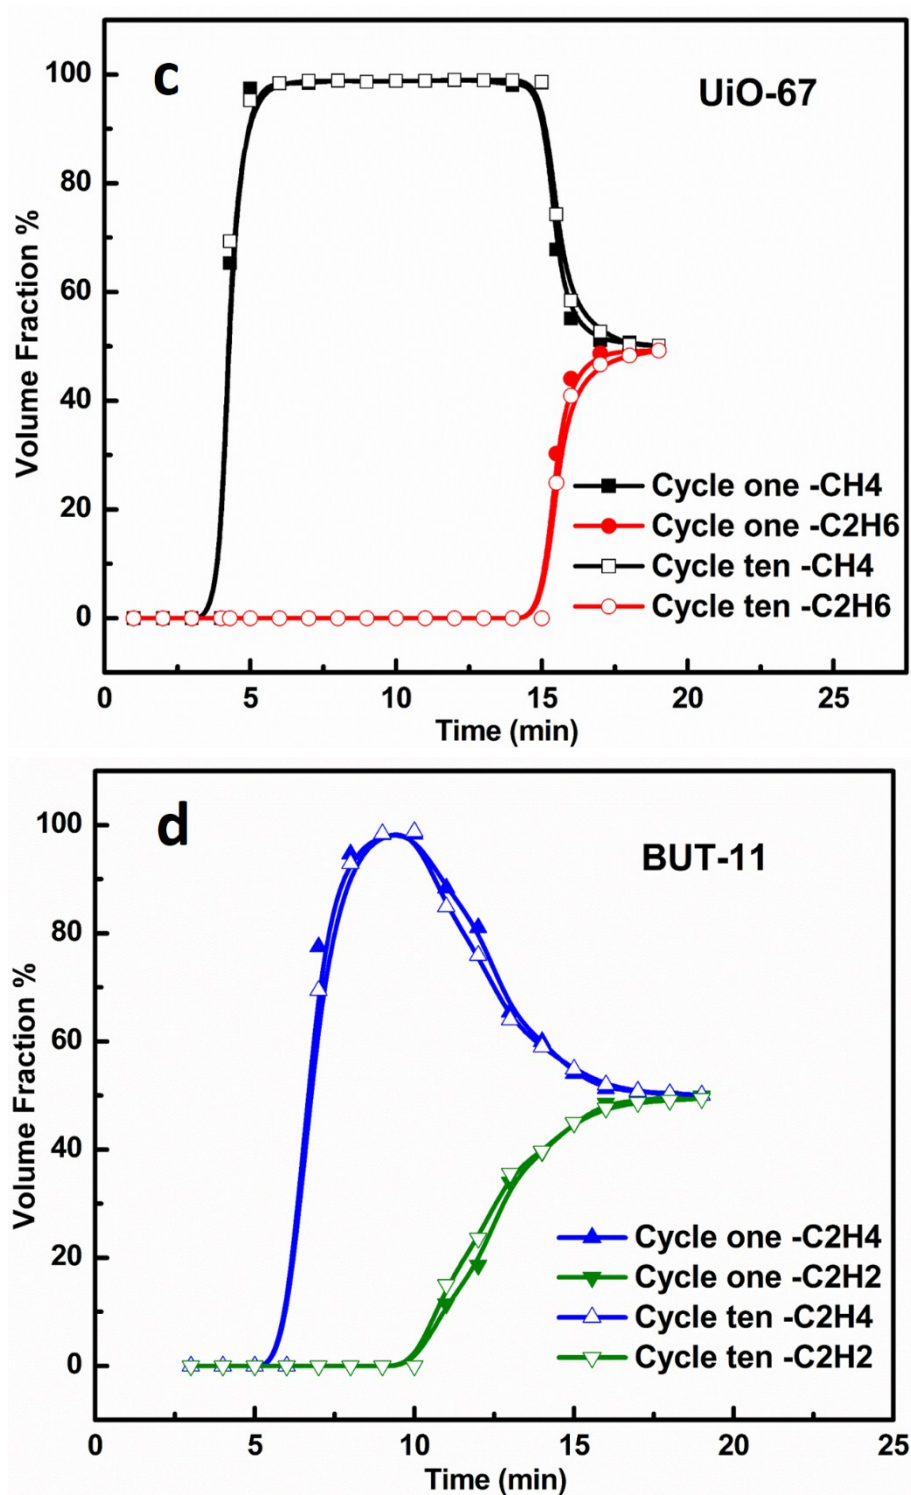 c
UiO-67
100
80
60
40
20
0
Volume Fraction %
Cycle one -CH4
Cycle one -C2H6
Cycle ten -CH4
Cycle ten -C2H6
0 5 10 15 20 25
Time (min)
d
BUT-11
100
80
60
40
20
0
Volume Fraction %
Cycle one -C2H4
Cycle one -C2H2
Cycle ten -C2H4
Cycle ten -C2H2
0 5 10 15 20 25
Time (min)